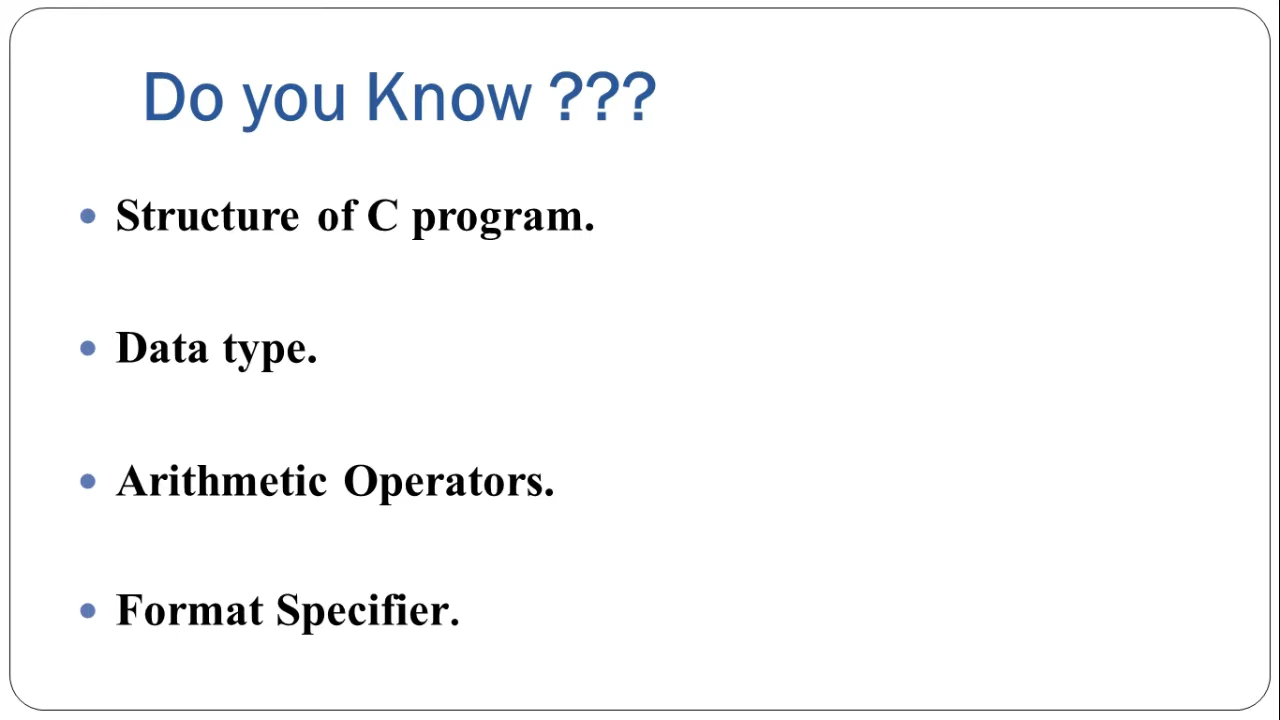 Do you Know ???
• Structure of C program.
• Data type.
• Arithmetic Operators.
• Format Specifier.